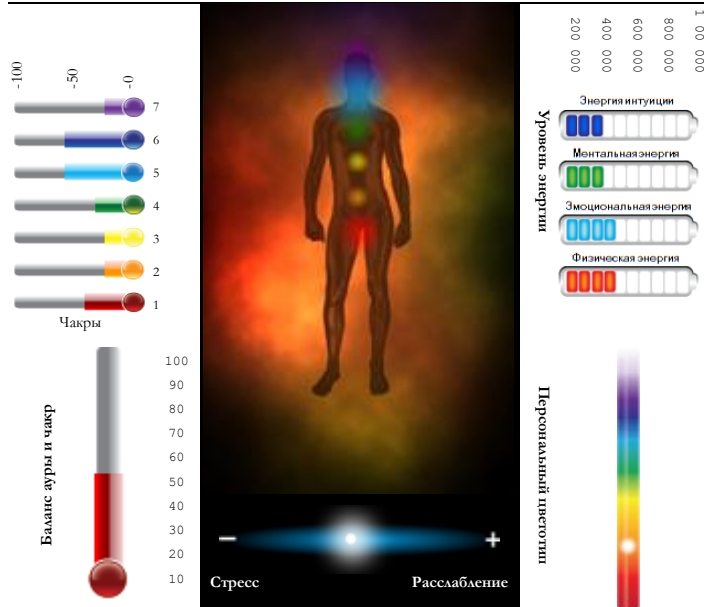 -100
-50
-0
7
6
5
4
3
2
1
Чакры
Баланс ауры и чакр
100
90
80
70
60
50
40
30
20
10
− +
Стресс Расслабление
200 000
400 000
600 000
800 000
1 00 000
Уровень энергии
Энергия интуиции
Ментальная энергия
Эмоциональная энергия
Физическая энергия
Персональный цветотип